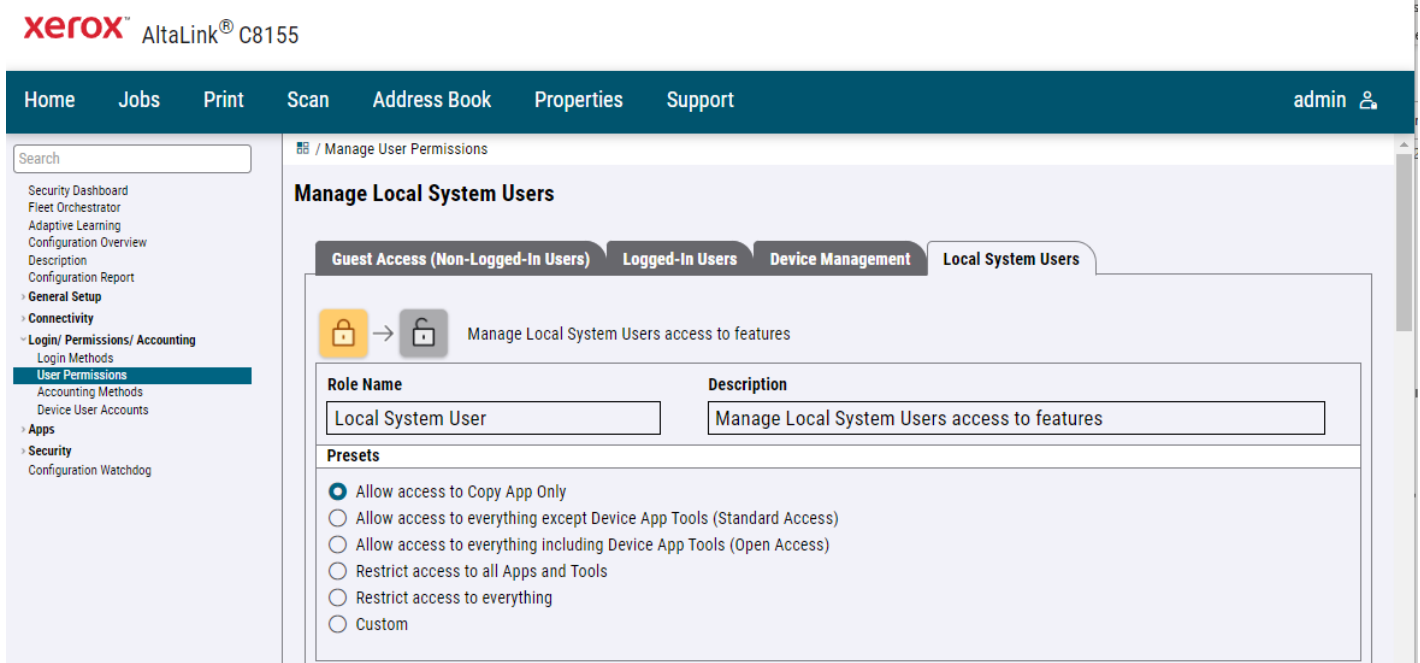 xerox™ AltaLink® C8155
Home Jobs Print Scan Address Book Properties Support admin
Search
Security Dashboard
Fleet Orchestrator
Adaptive Learning
Configuration Overview
Description
Configuration Report
General Setup
Connectivity
Login/ Permissions/ Accounting
Login Methods
User Permissions
Accounting Methods
Device User Accounts
Apps
Security
Configuration Watchdog
/ Manage User Permissions
Manage Local System Users
Guest Access (Non-Logged-In Users) Logged-In Users Device Management Local System Users
Manage Local System Users access to features
Role Name Description
Local System User Manage Local System Users access to features
Presets
Allow access to Copy App Only
Allow access to everything except Device App Tools (Standard Access)
Allow access to everything including Device App Tools (Open Access)
Restrict access to all Apps and Tools
Restrict access to everything
Custom